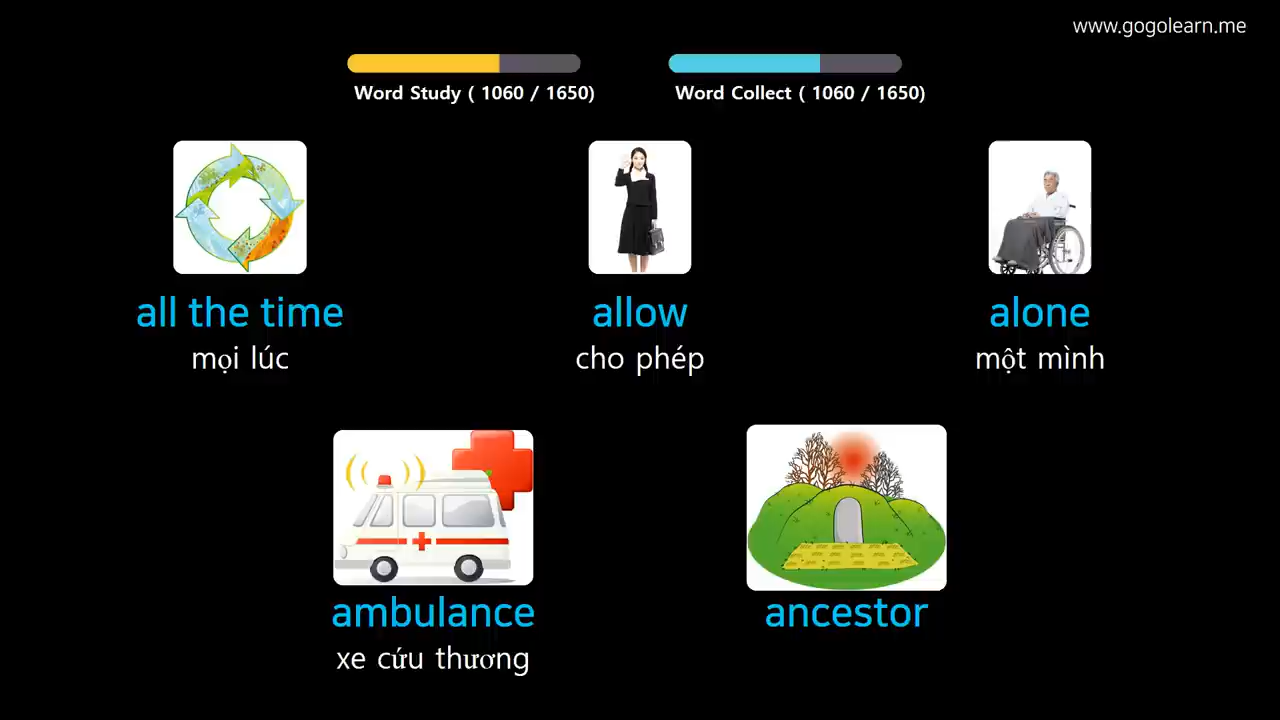 www.gogolearn.me
Word Study ( 1060 / 1650)
Word Collect ( 1060 / 1650)
all the time
mọi lúc
allow
cho phép
alone
một mình
ambulance
xe cứu thương
ancestor